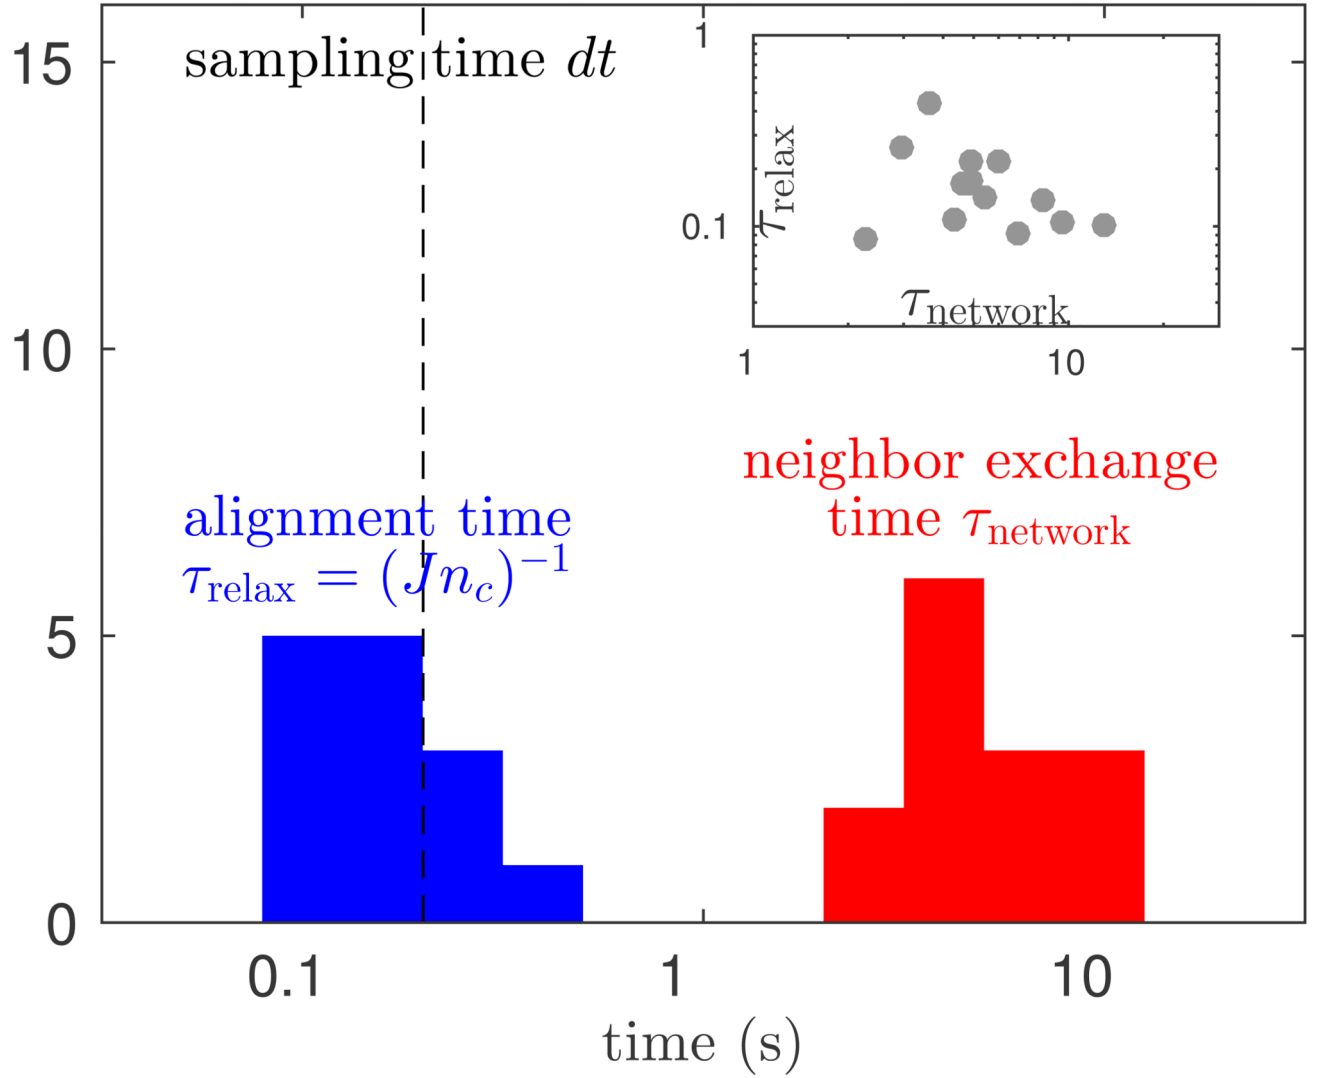 15
10
5
0
sampling time dt
1
0.1
τrelax
τnetwork
1 10
neighbor exchange
time τnetwork
alignment time
τrelax = (Jnc)⁻¹
0.1 1 10
time (s)